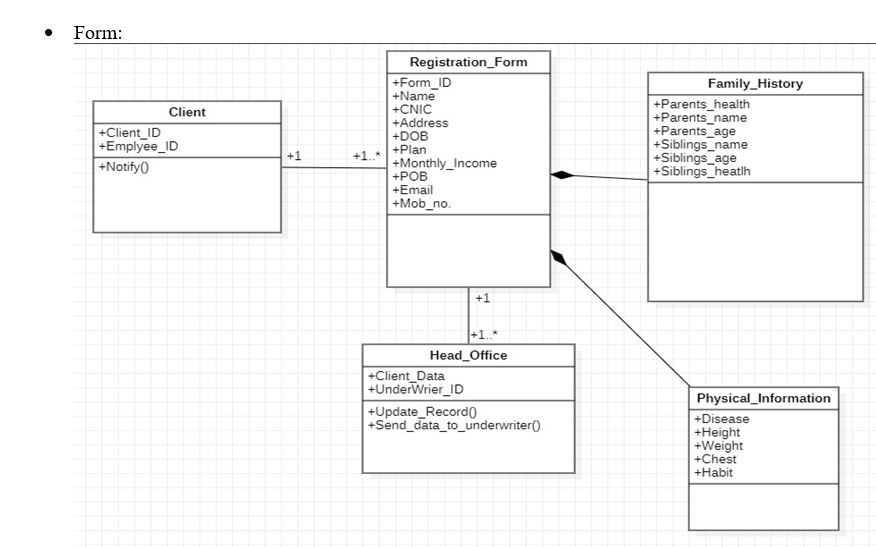 Form:
Client
+Client_ID
+Emplyee_ID
+Notify()
+1
+1..*
Registration_Form
+Form_ID
+Name
+CNIC
+Address
+DOB
+Plan
+Monthly_Income
+POB
+Email
+Mob_no.
Family_History
+Parents_health
+Parents_name
+Parents_age
+Siblings_name
+Siblings_age
+Siblings_heatlh
+1
+1..*
Head_Office
+Client_Data
+UnderWrier_ID
+Update_Record()
+Send_data_to_underwriter()
Physical_Information
+Disease
+Height
+Weight
+Chest
+Habit